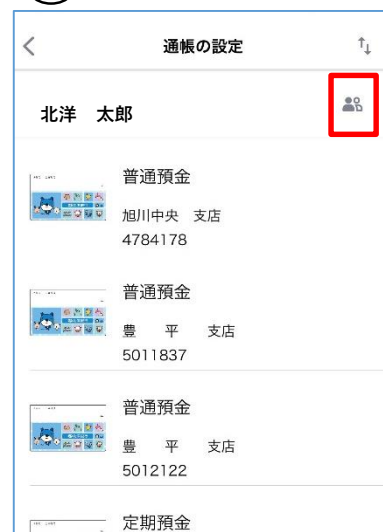 通帳の設定
北洋　太郎
普通預金
旭川中央　支店
4784178
普通預金
豊　平　支店
5011837
普通預金
豊　平　支店
5012122
定期預金